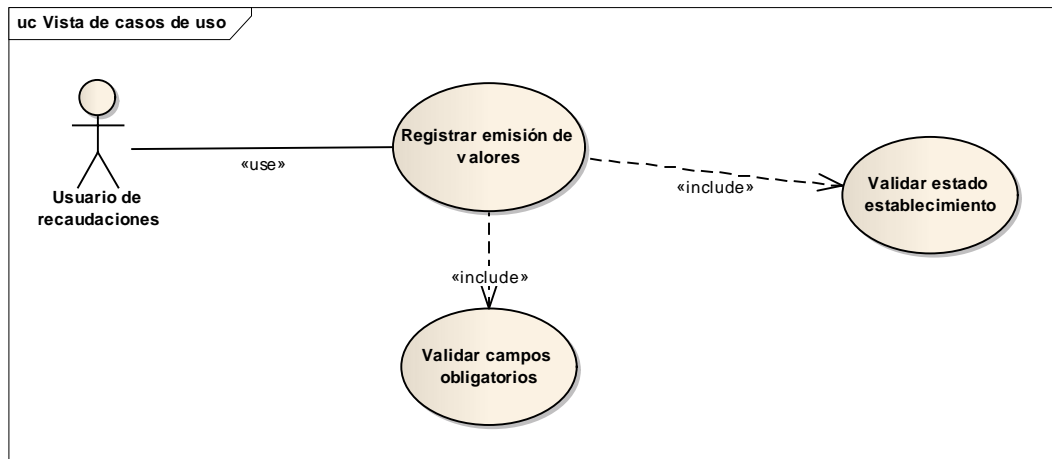 uc Vista de casos de uso
Usuario de
recaudaciones
«use»
Registrar emisión de
valores
«include»
Validar estado
establecimiento
«include»
Validar campos
obligatorios